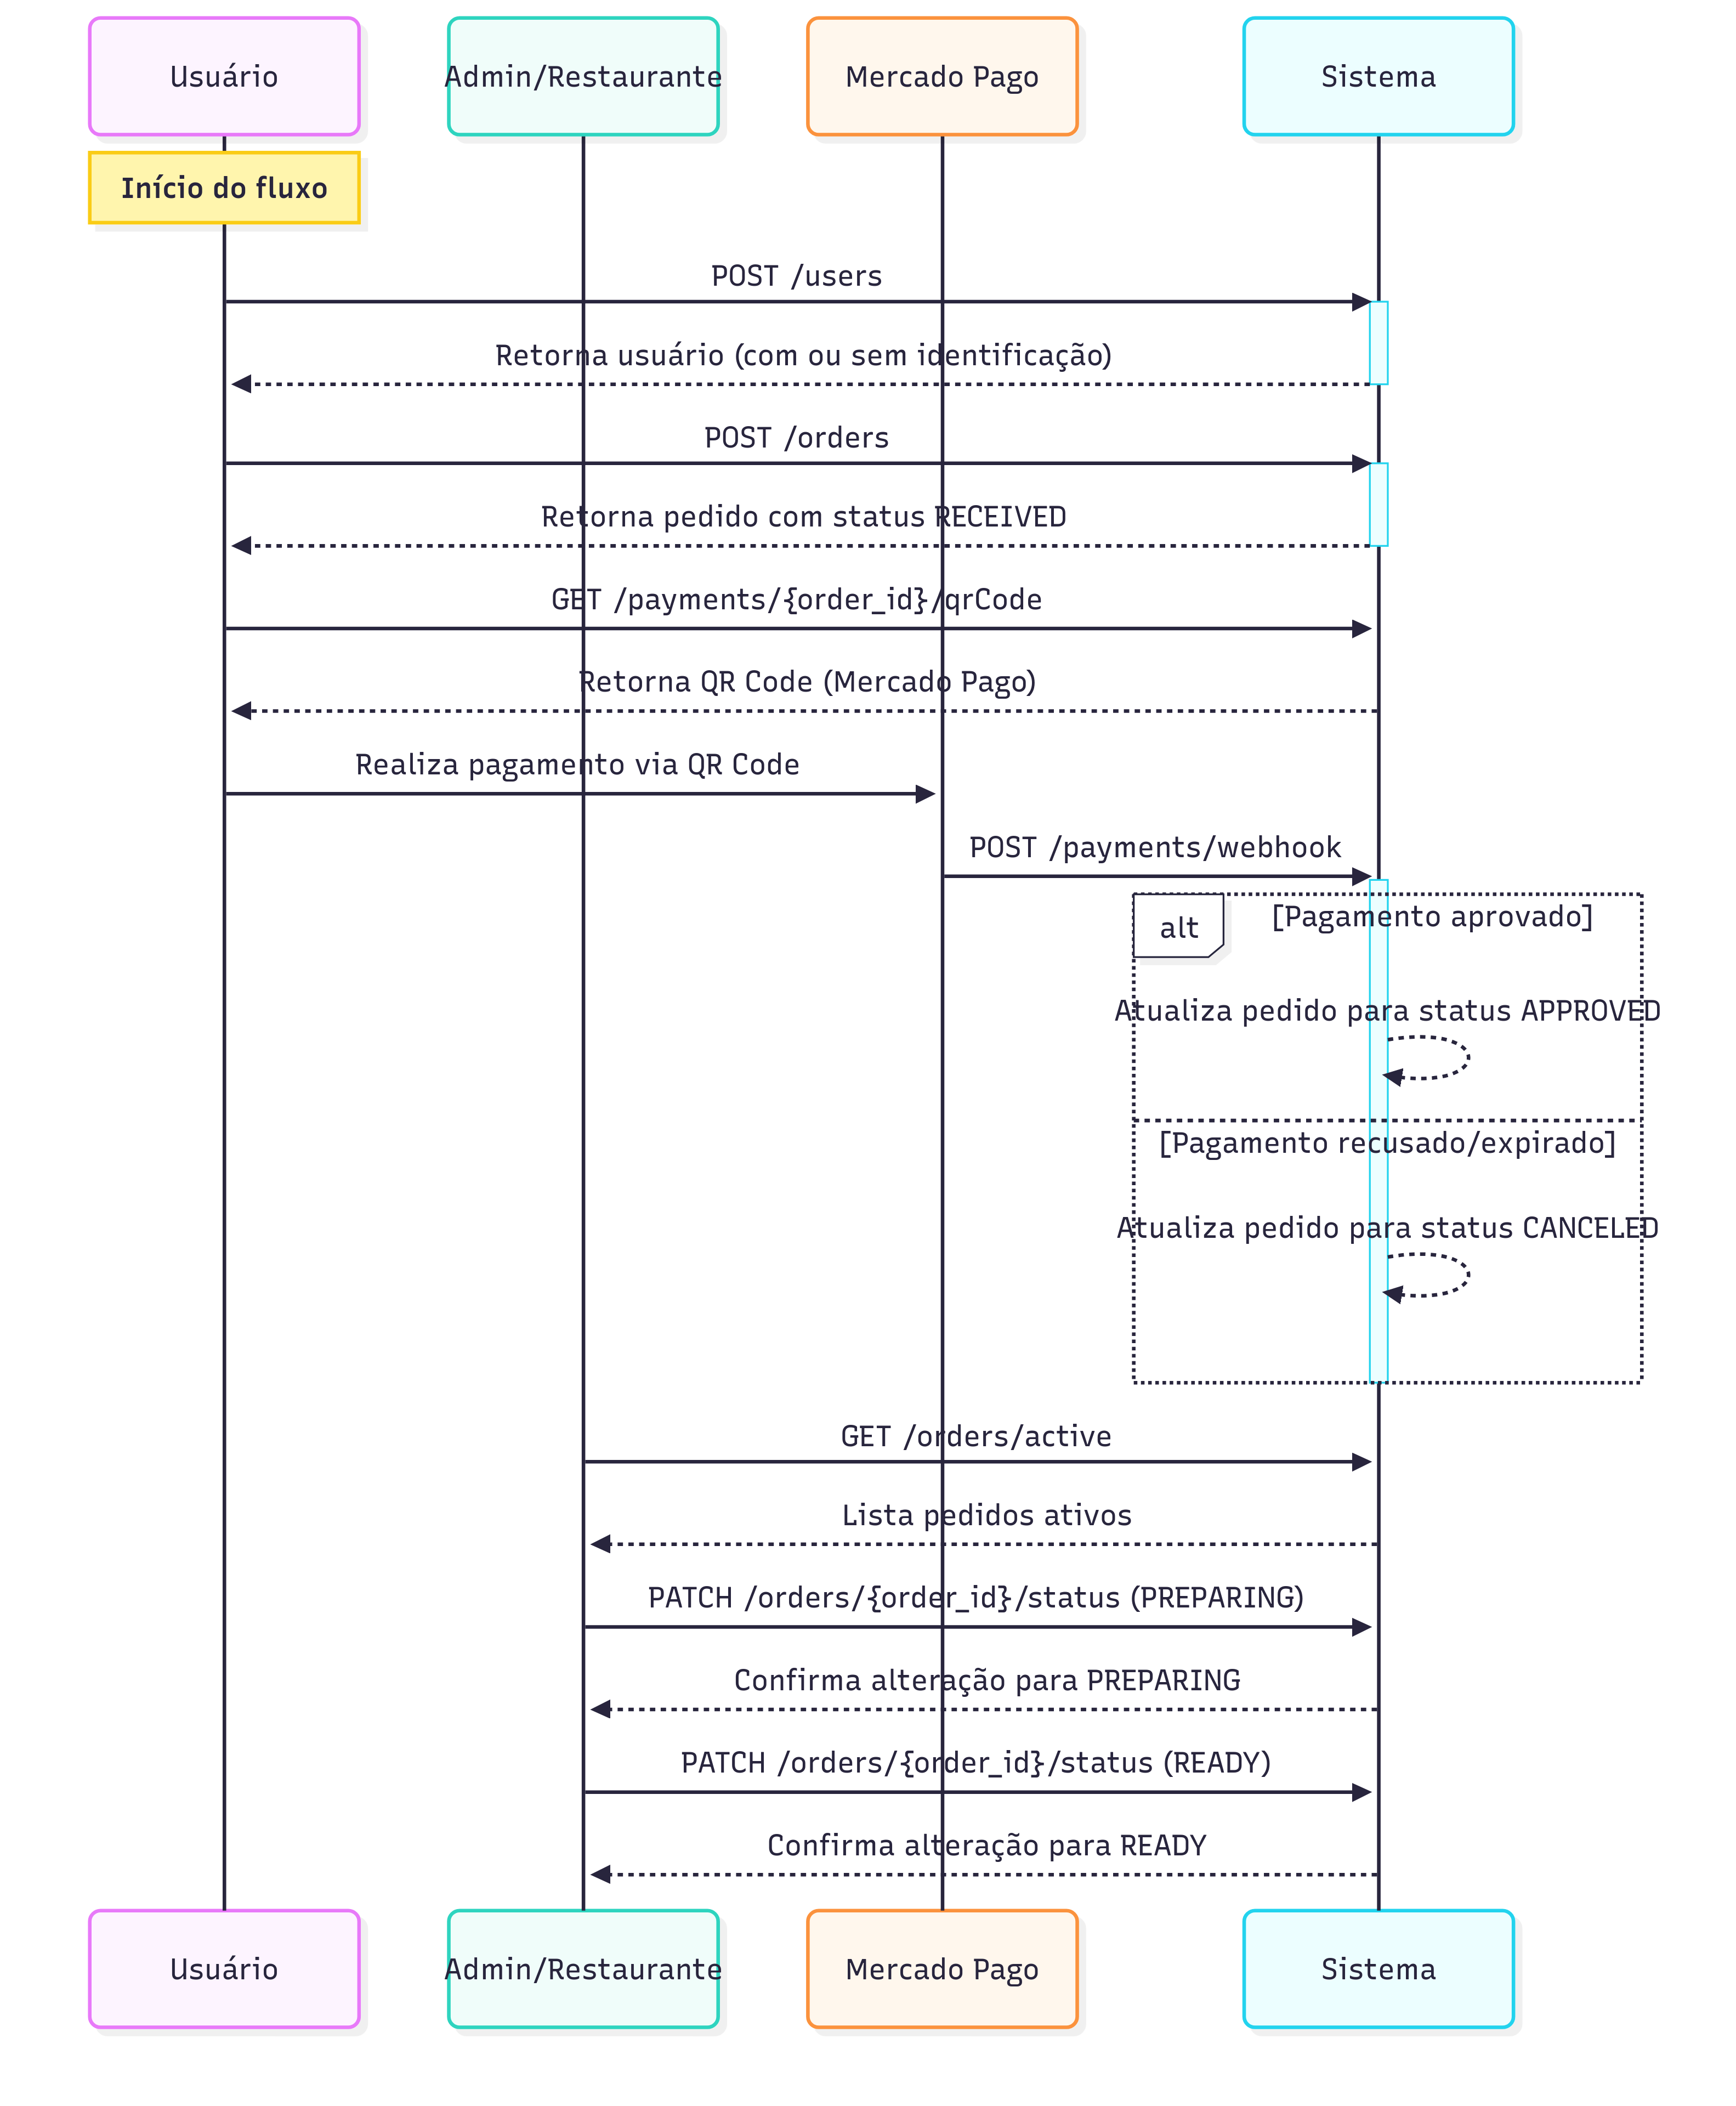 Usuário
Admin/Restaurante
Mercado Pago
Sistema
Início do fluxo
POST /users
Retorna usuário (com ou sem identificação)
POST /orders
Retorna pedido com status RECEIVED
GET /payments/{order_id}/qrCode
Retorna QR Code (Mercado Pago)
Realiza pagamento via QR Code
POST /payments/webhook
alt
[Pagamento aprovado]
Atualiza pedido para status APPROVED
[Pagamento recusado/expirado]
Atualiza pedido para status CANCELED
GET /orders/active
Lista pedidos ativos
PATCH /orders/{order_id}/status (PREPARING)
Confirma alteração para PREPARING
PATCH /orders/{order_id}/status (READY)
Confirma alteração para READY
Usuário
Admin/Restaurante
Mercado Pago
Sistema